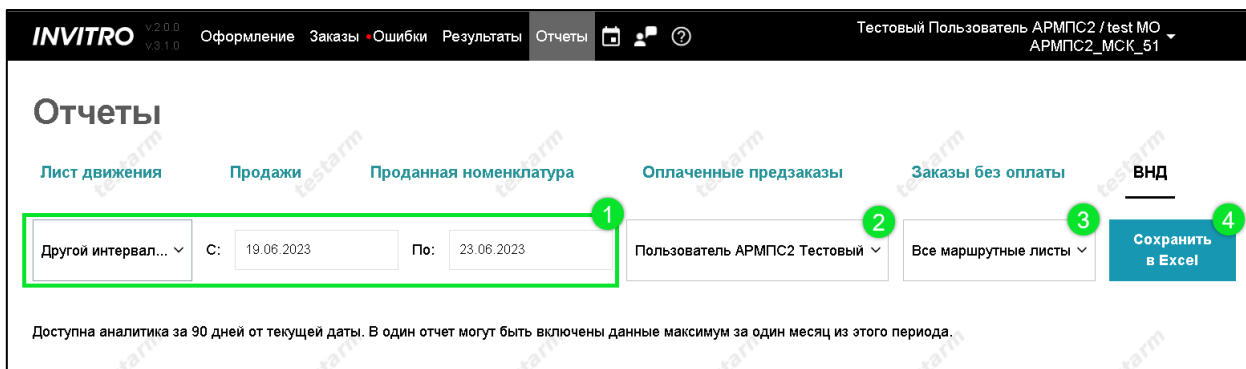 INVITRO v.2.0.0 v.3.1.0 Оформление Заказы Ошибки Результаты Отчеты Тестовый Пользователь АРМПС2 / test МО
АРМПС2_МСК_51
Отчеты
Лист движения Продажи Проданная номенклатура Оплаченные предзаказы Заказы без оплаты ВНД
1 2 3 4
Другой интервал... С: 19.06.2023 По: 23.06.2023 Пользователь АРМПС2 Тестовый Все маршрутные листы Сохранить
в Excel
Доступна аналитика за 90 дней от текущей даты. В один отчет могут быть включены данные максимум за один месяц из этого периода.
testarm